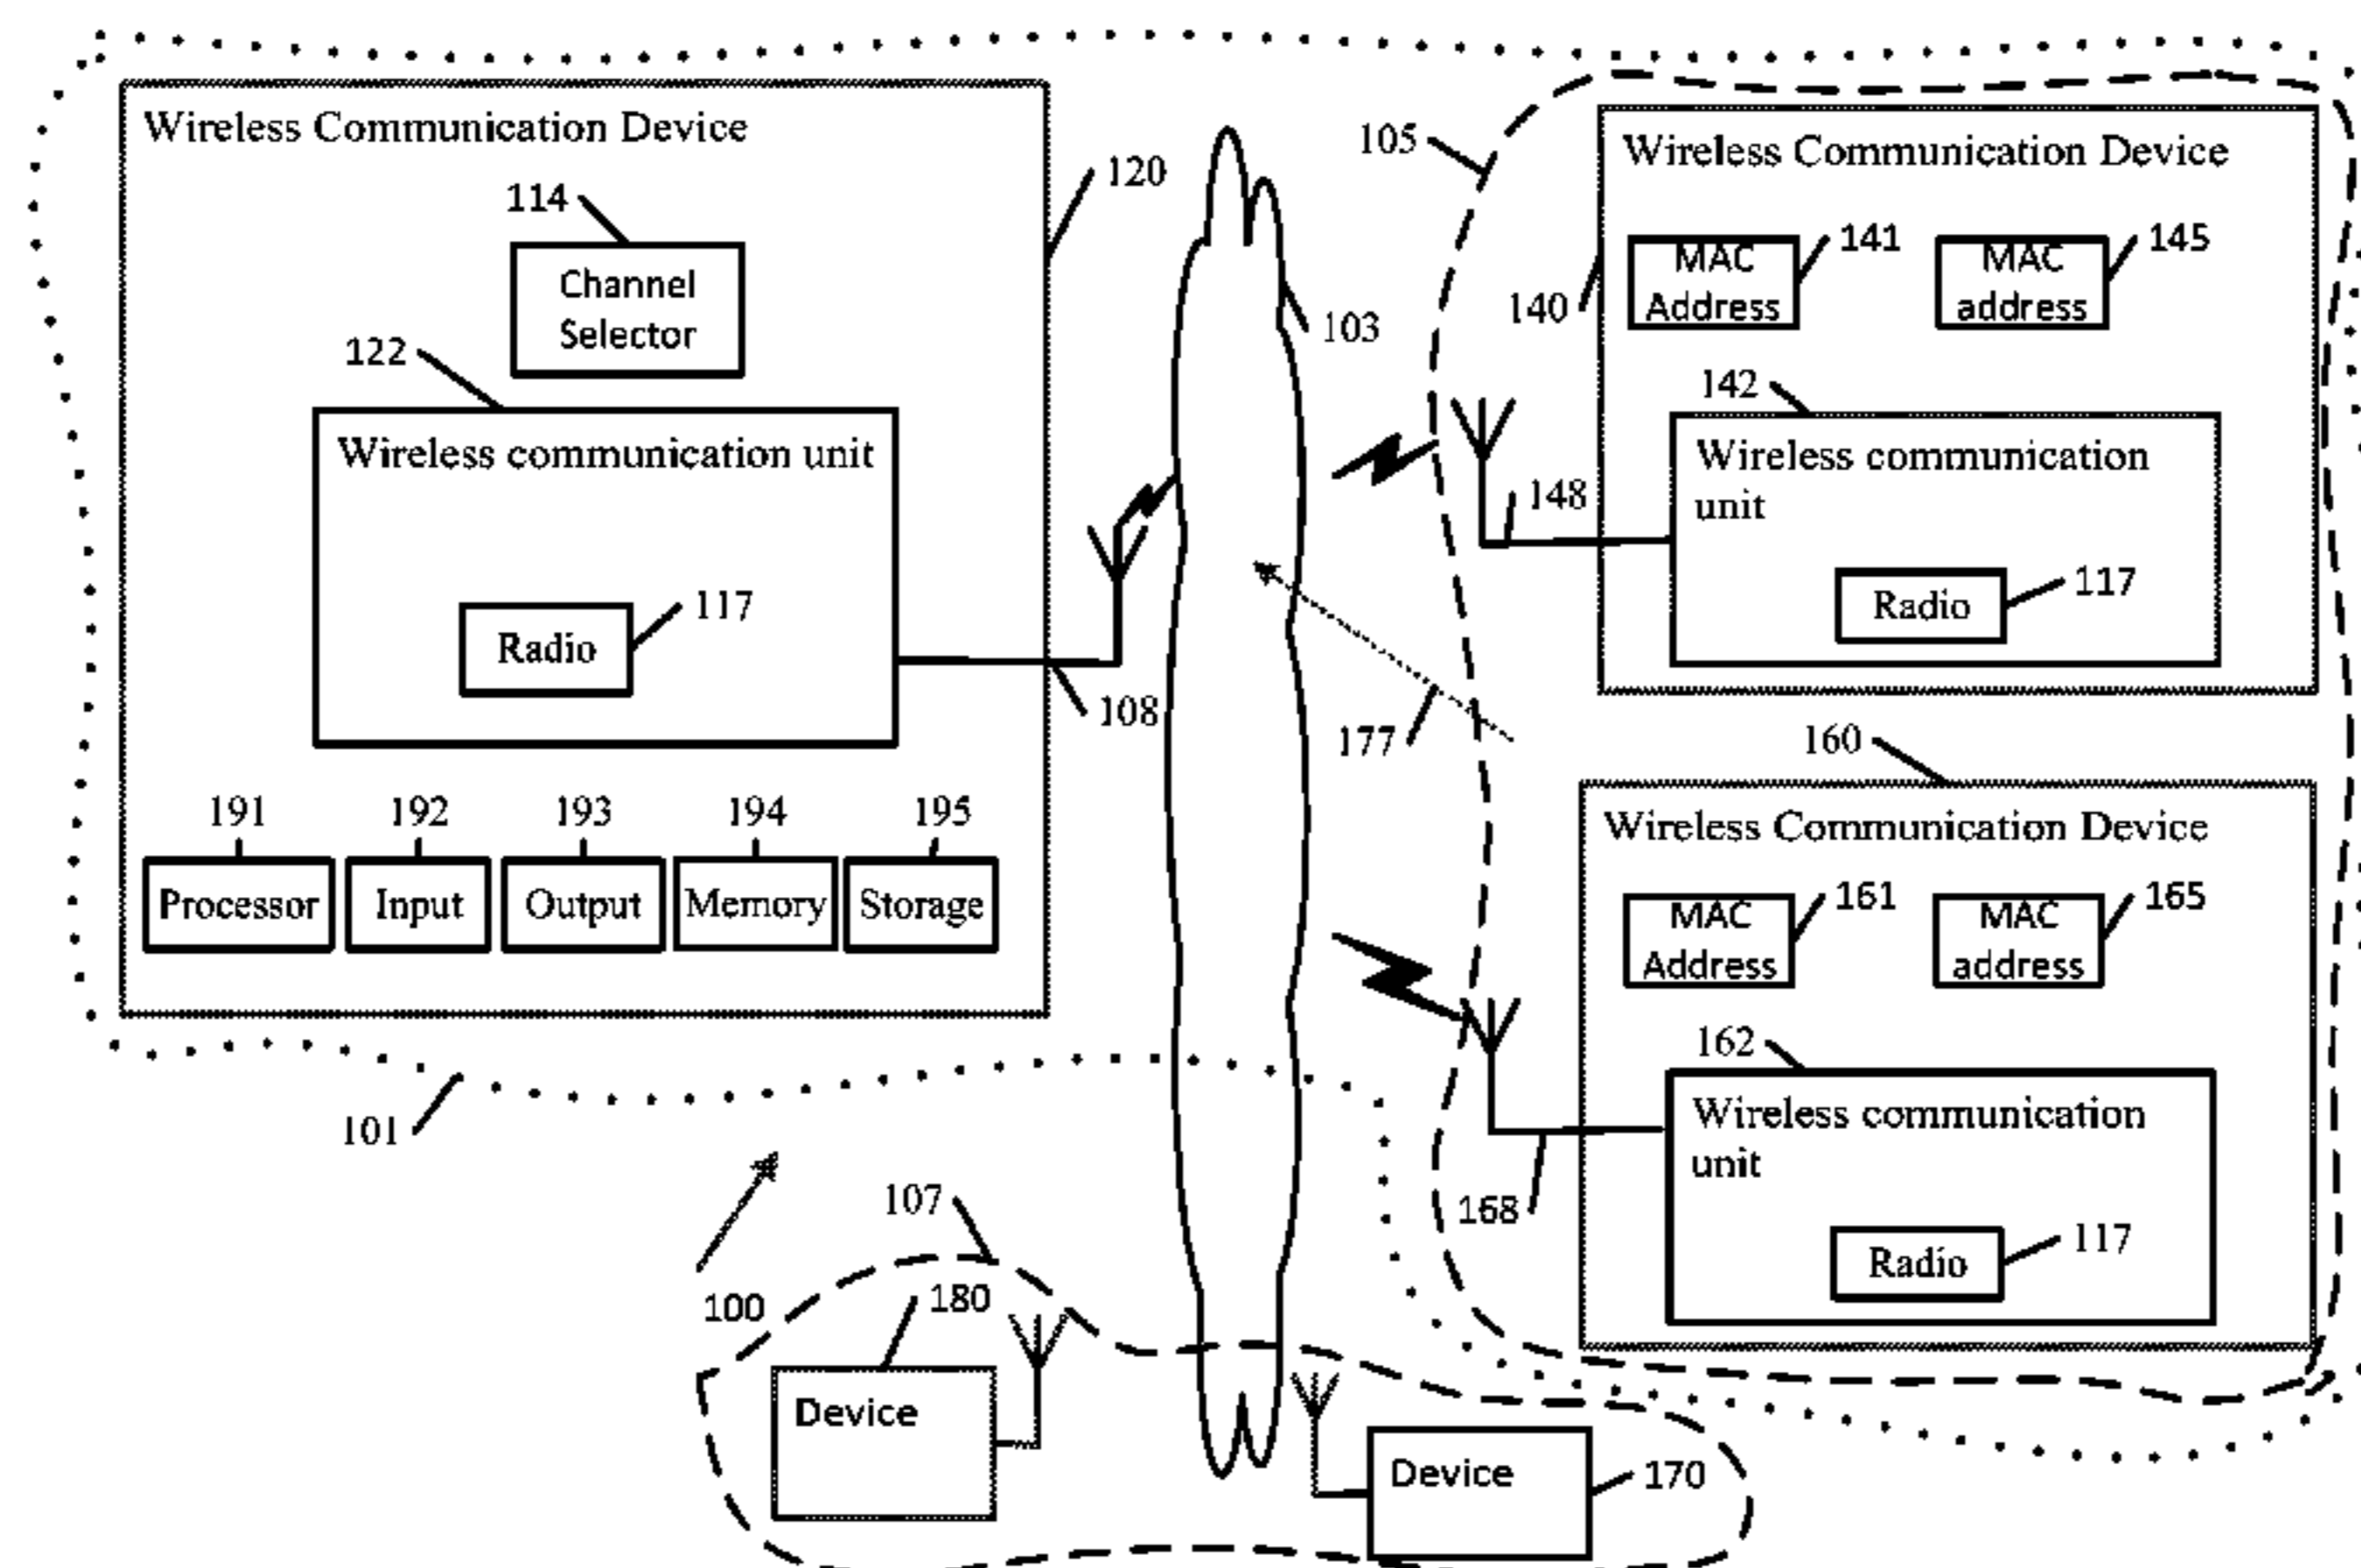 Wireless Communication Device
120
114
Channel
Selector
122
Wireless communication unit
Radio
117
108
191
192
193
194
195
Processor
Input
Output
Memory
Storage
101
103
105
177
Wireless Communication Device
140
MAC
Address
141
MAC
address
145
142
Wireless communication
unit
148
Radio
117
160
Wireless Communication Device
MAC
Address
161
MAC
address
165
162
Wireless communication
unit
168
Radio
117
100
107
180
Device
Device
170